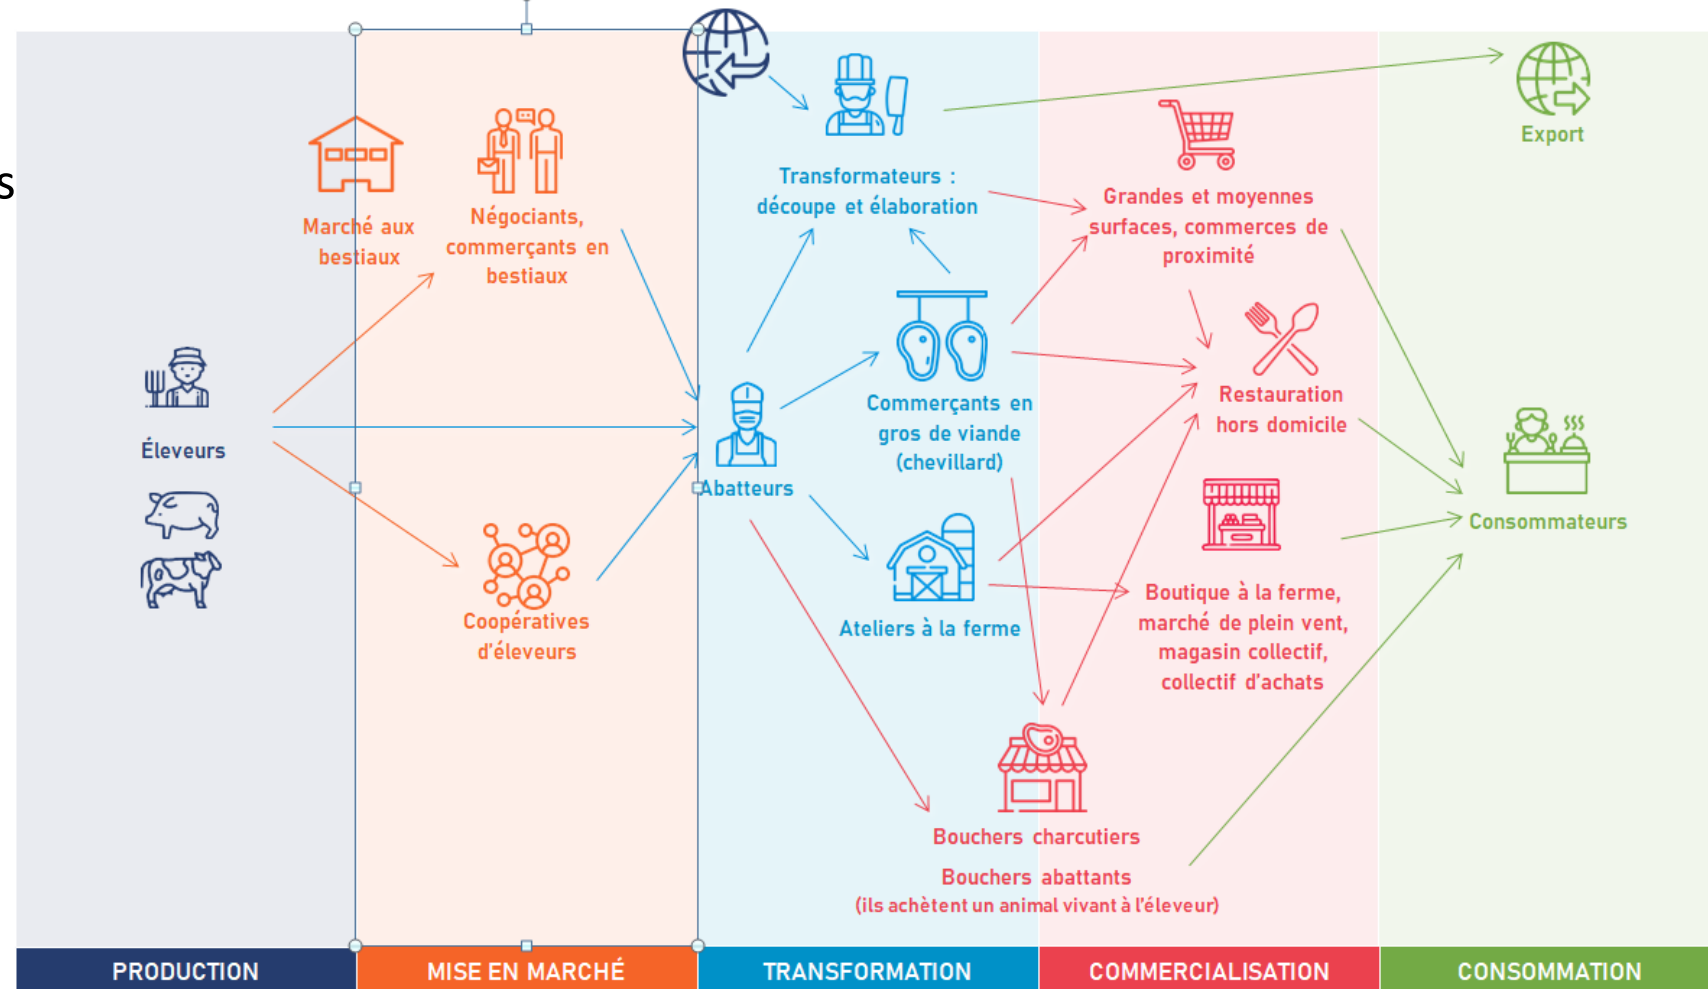 s
Marché aux
bestiaux
Négociants,
commerçants en
bestiaux
Éleveurs
Coopératives
d'éleveurs
Transformateurs :
découpe et élaboration
Commerçants en
gros de viande
(chevillard)
Abatteurs
Ateliers à la ferme
Grandes et moyennes
surfaces, commerces de
proximité
Restauration
hors domicile
Boutique à la ferme,
marché de plein vent,
magasin collectif,
collectif d'achats
Bouchers charcutiers
Bouchers abattants
(ils achètent un animal vivant à l'éleveur)
Export
Consommateurs
PRODUCTION
MISE EN MARCHÉ
TRANSFORMATION
COMMERCIALISATION
CONSOMMATION